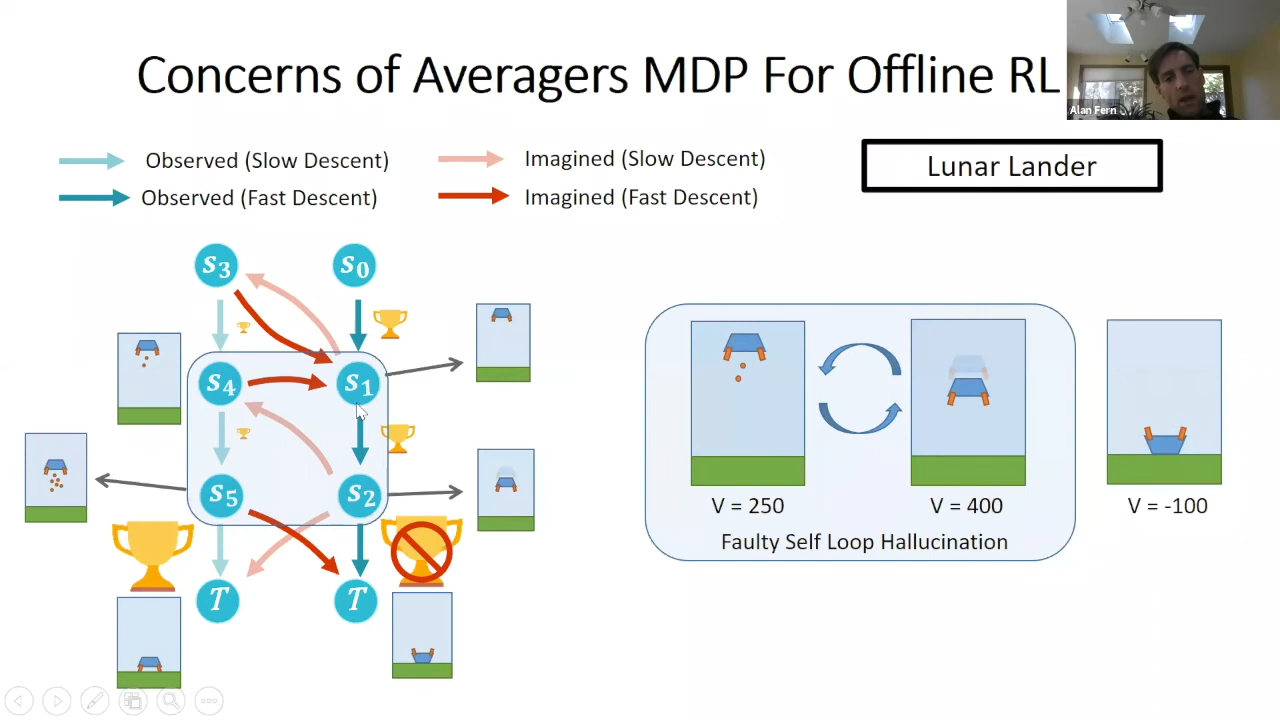 Concerns of Averagers MDP For Offline RL
Alan Fern
Observed (Slow Descent)
Imagined (Slow Descent)
Observed (Fast Descent)
Imagined (Fast Descent)
Lunar Lander
s₃
s₀
s₄
s₁
s₅
s₂
T
T
V = 250
V = 400
V = -100
Faulty Self Loop Hallucination